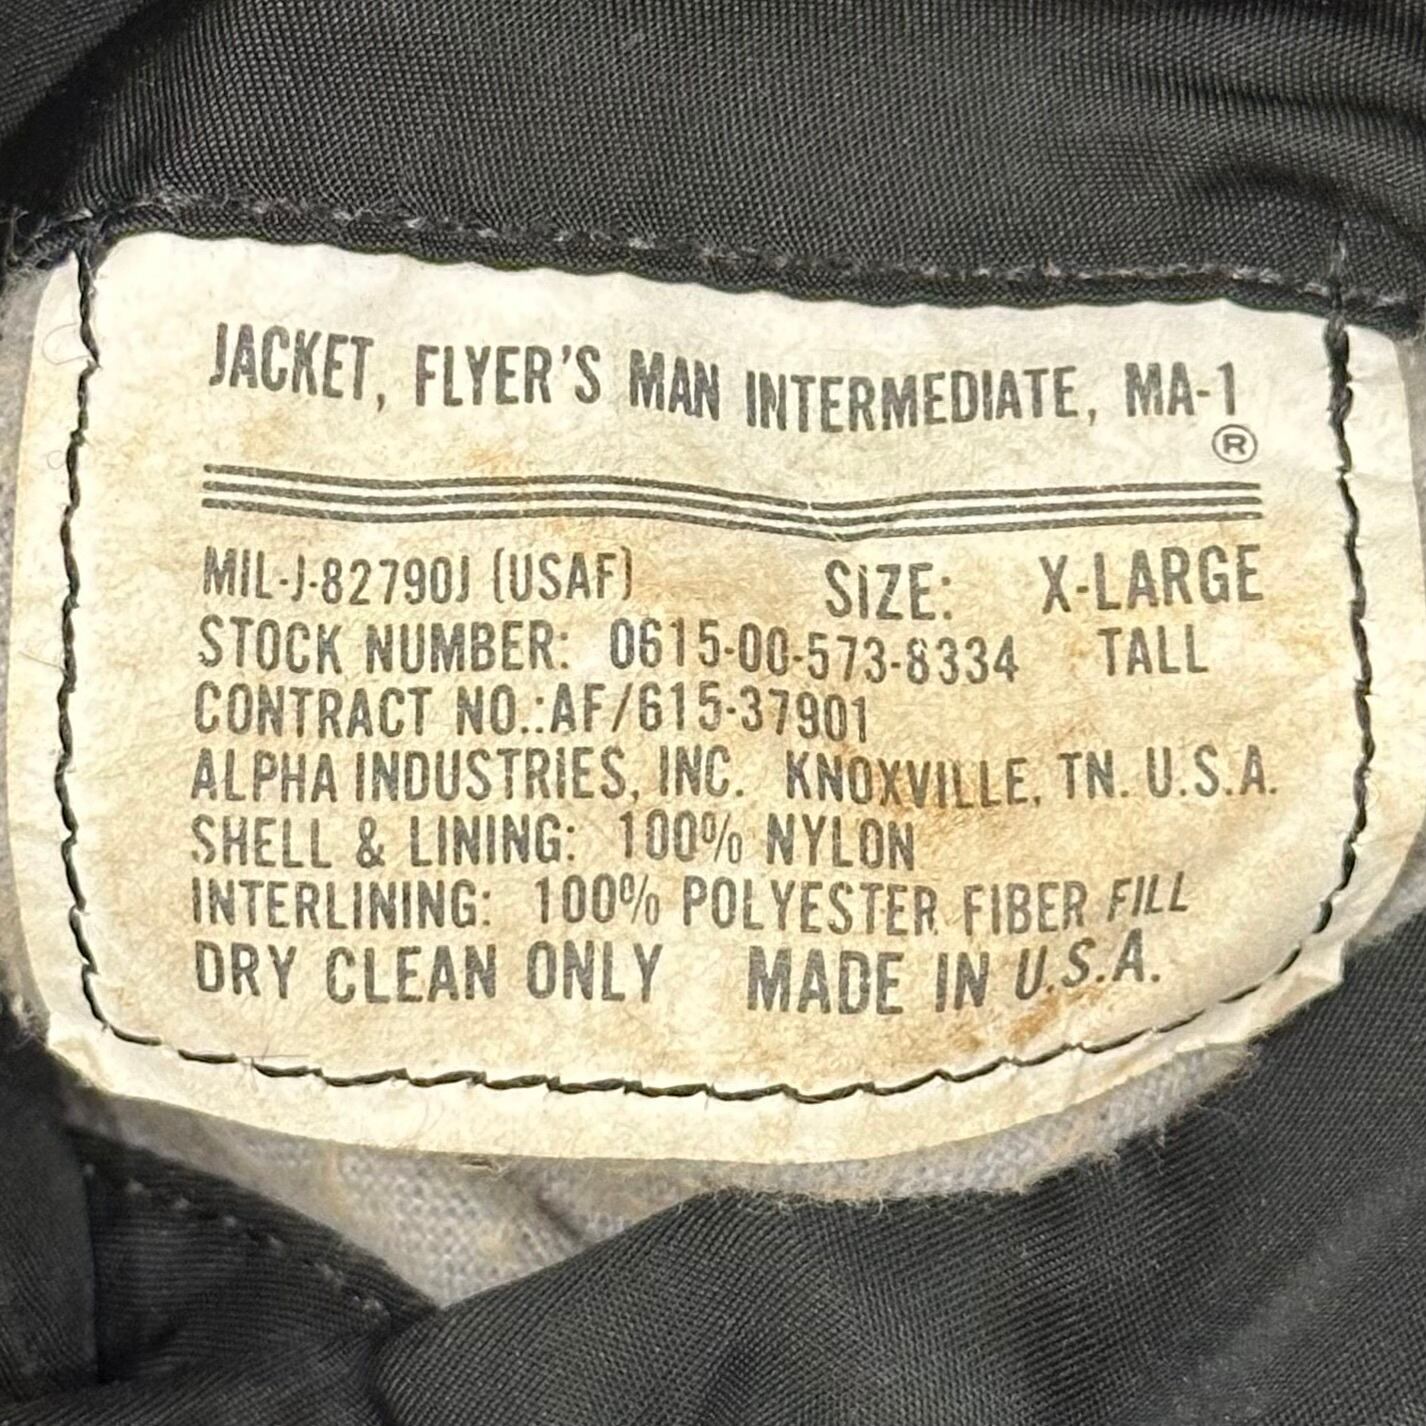 JACKET, FLYER'S MAN INTERMEDIATE, MA-1
®
MIL-J-82790J (USAF) SIZE: X-LARGE
STOCK NUMBER: 0615-00-573-8334 TALL
CONTRACT NO.:AF/615-37901
ALPHA INDUSTRIES, INC. KNOXVILLE, TN. U.S.A.
SHELL & LINING: 100% NYLON
INTERLINING: 100% POLYESTER FIBER FILL
DRY CLEAN ONLY MADE IN U.S.A.